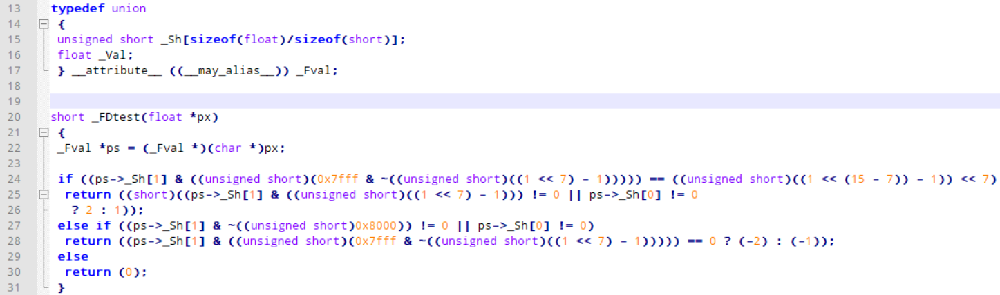 13 typedef union
14 {
15 unsigned short _Sh[sizeof(float)/sizeof(short)];
16 float _Val;
17 } __attribute__ ((__may_alias__)) _Fval;
18
19
20 short _FDtest(float *px)
21 {
22 _Fval *ps = (_Fval *)(char *)px;
23
24 if ((ps->_Sh[1] & ((unsigned short)(0x7fff & ~((unsigned short)((1 << 7) - 1))))) == ((unsigned short)((1 << (15 - 7)) - 1)) << 7)
25 return ((short)((ps->_Sh[1] & ((unsigned short)((1 << 7) - 1))) != 0 || ps->_Sh[0] != 0
26 ? 2 : 1));
27 else if ((ps->_Sh[1] & ~((unsigned short)0x8000)) != 0 || ps->_Sh[0] != 0)
28 return ((ps->_Sh[1] & ((unsigned short)(0x7fff & ~((unsigned short)((1 << 7) - 1))))) == 0 ? (-2) : (-1));
29 else
30 return (0);
31 }